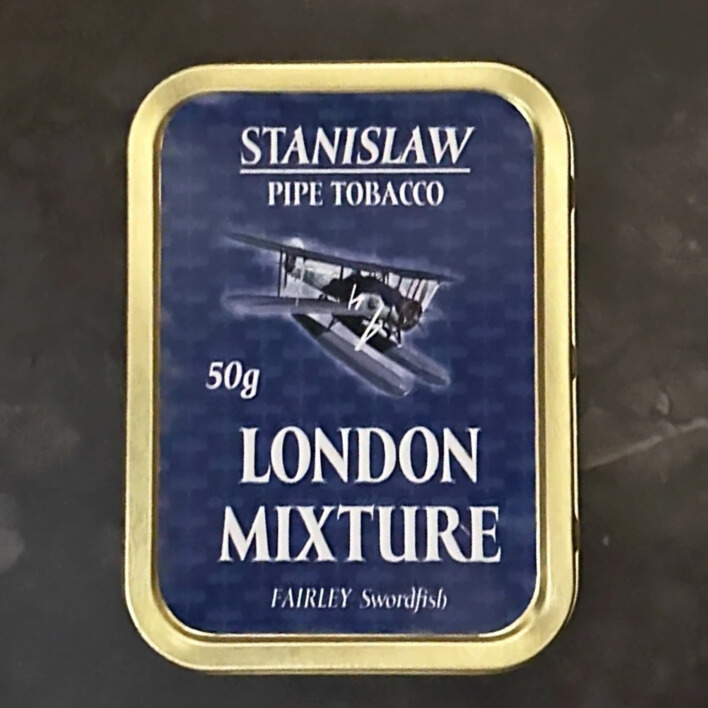 STANISLAW
PIPE TOBACCO
50g
LONDON
MIXTURE
FAIRLEY Swordfish